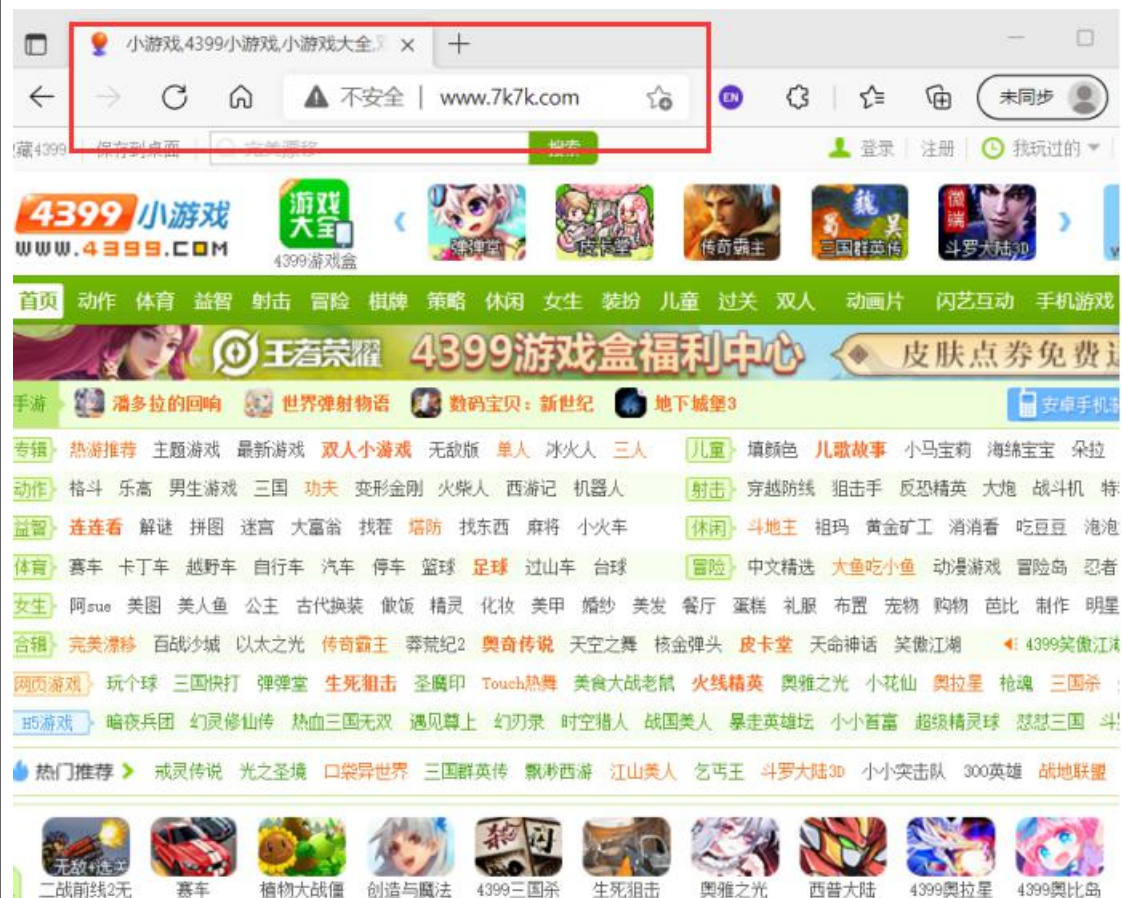 小游戏,4399小游戏,小游戏大全,
不安全 | www.7k7k.com EN 未同步
藏4399 保存到桌面 完美漂移 搜索 登录 注册 我玩过的
4399小游戏
www.4399.com
游戏大全
4399游戏盒
弹弹堂 皮卡堂 传奇霸主 三国群英传 微端 斗罗大陆3D
首页 动作 体育 益智 射击 冒险 棋牌 策略 休闲 女生 装扮 儿童 过关 双人 动画片 闪艺互动 手机游戏
王者荣耀 4399游戏盒福利中心 皮肤点券免费
手游 潘多拉的回响 世界弹射物语 数码宝贝：新世纪 地下城堡3 安卓手机
专辑 热游推荐 主题游戏 最新游戏 双人小游戏 无敌版 单人 冰火人 三人 儿童 填颜色 儿歌故事 小马宝莉 海绵宝宝 朵拉
动作 格斗 乐高 男生游戏 三国 功夫 变形金刚 火柴人 西游记 机器人 射击 穿越防线 狙击手 反恐精英 大炮 战斗机 特
益智 连连看 解谜 拼图 迷宫 大富翁 找茬 塔防 找东西 麻将 小火车 休闲 斗地主 祖玛 黄金矿工 消消看 吃豆豆 泡泡
体育 赛车 卡丁车 越野车 自行车 汽车 停车 篮球 足球 过山车 台球 冒险 中文精选 大鱼吃小鱼 动漫游戏 冒险岛 忍者
女生 阿sue 美图 美人鱼 公主 古代换装 做饭 精灵 化妆 美甲 婚纱 美发 餐厅 蛋糕 礼服 布置 宠物 购物 芭比 制作 明星
合辑 完美漂移 百战沙城 以太之光 传奇霸主 莽荒纪2 奥奇传说 天空之舞 核金弹头 皮卡堂 天命神话 笑傲江湖 4399笑傲江湖
网页游戏 玩个球 三国快打 弹弹堂 生死狙击 圣魔印 Touch热舞 美食大战老鼠 火线精英 奥雅之光 小花仙 奥拉星 枪魂 三国杀
H5游戏 暗夜兵团 幻灵修仙传 热血三国无双 遇见尊上 幻刃录 时空猎人 战国美人 暴走英雄坛 小小首富 超级精灵球 怼怼三国 斗
热门推荐 戒灵传说 光之圣境 口袋异世界 三国群英传 飘渺西游 江山美人 乞丐王 斗罗大陆3D 小小突击队 300英雄 战地联盟
无敌+选关
二战前线2无 赛车 植物大战僵 创造与魔法 4399三国杀 生死狙击 奥雅之光 西普大陆 4399奥拉星 4399奥比岛